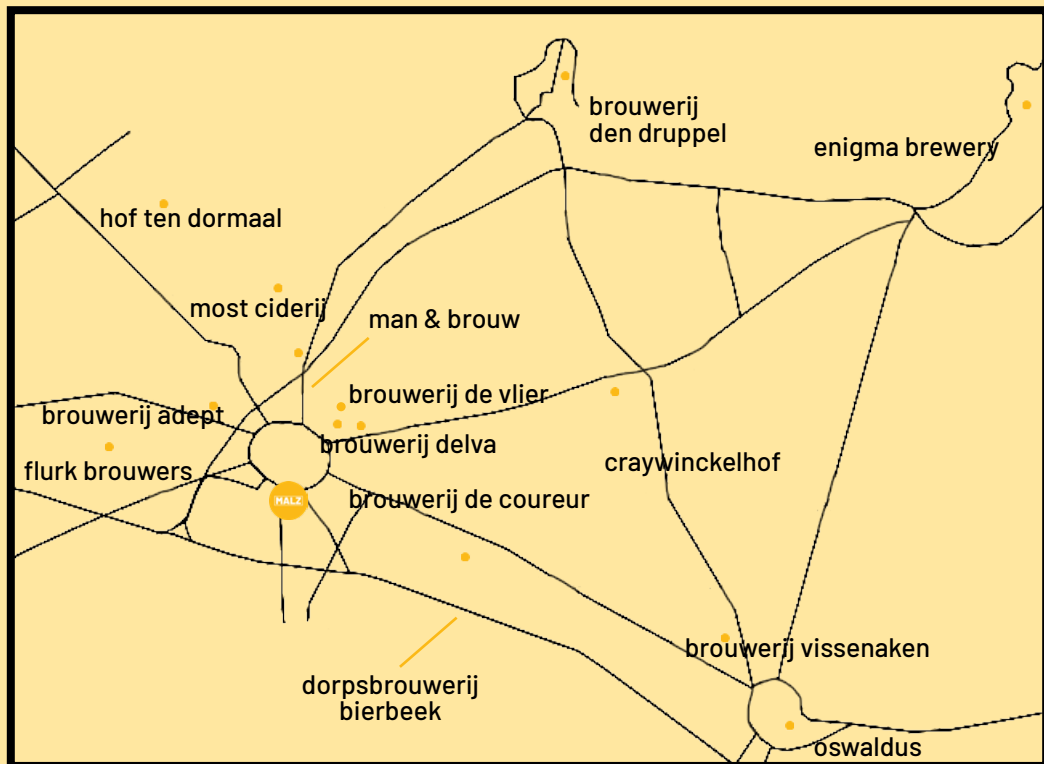 brouwerij
den druppel
enigma brewery
hof ten dormaal
most ciderij
man & brouw
brouwerij de vlier
brouwerij adept
brouwerij delva
flurk brouwers
craywinckelhof
MALZ
brouwerij de coureur
brouwerij vissenaken
dorpsbrouwerij
bierbeek
oswaldus